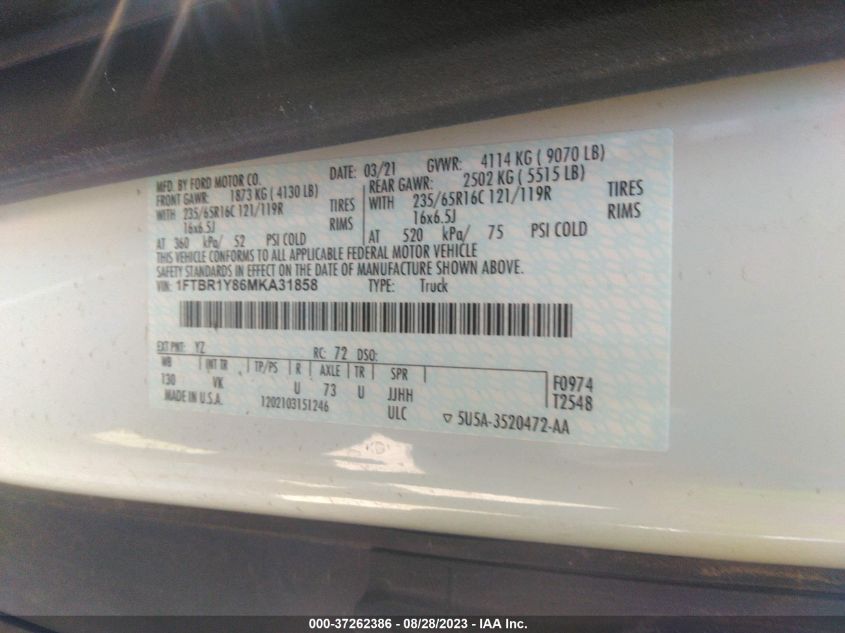 MFD. BY FORD MOTOR CO. DATE: 03/21 GVWR: 4114 KG ( 9070 LB)
FRONT GAWR: 1873 KG ( 4130 LB) REAR GAWR: 2502 KG ( 5515 LB)
WITH 235/65R16C 121/119R TIRES WITH 235/65R16C 121/119R TIRES
16x6.5J RIMS 16x6.5J RIMS
AT 360 kPa/ 52 PSI COLD AT 520 kPa/ 75 PSI COLD
THIS VEHICLE CONFORMS TO ALL APPLICABLE FEDERAL MOTOR VEHICLE
SAFETY STANDARDS IN EFFECT ON THE DATE OF MANUFACTURE SHOWN ABOVE.
VIN: 1FTBR1Y86MKA31858 TYPE: Truck
EXT PNT: YZ RC: 72 DSO:
WB INT TR TP/PS R AXLE TR SPR
130 VK U 73 U JJHH F0974
MADE IN U.S.A. 1202103151246 ULC T2548
5U5A-3520472-AA
000-37262386 - 08/28/2023 - IAA Inc.